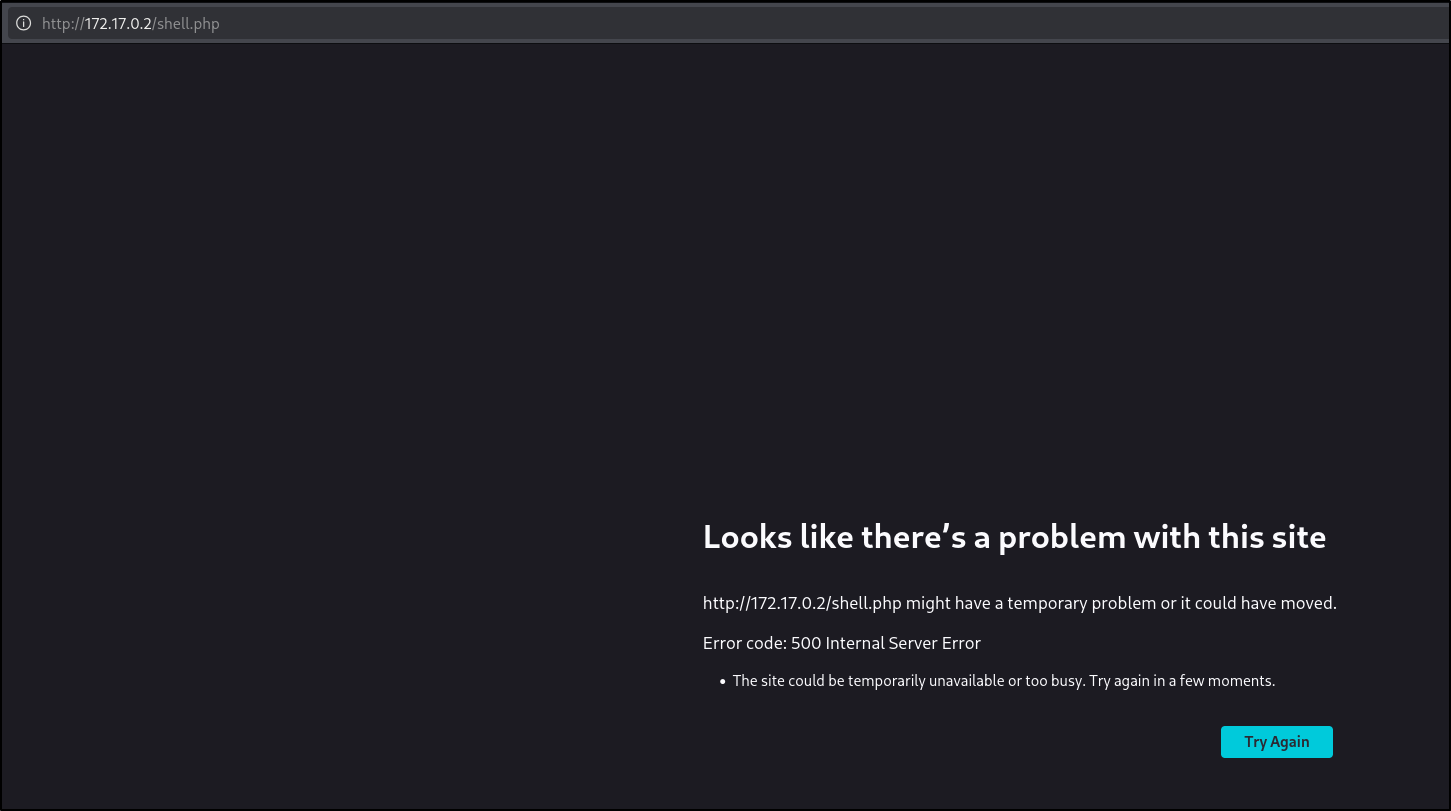 http://172.17.0.2/shell.php
Looks like there’s a problem with this site
http://172.17.0.2/shell.php might have a temporary problem or it could have moved.
Error code: 500 Internal Server Error
• The site could be temporarily unavailable or too busy. Try again in a few moments.
Try Again